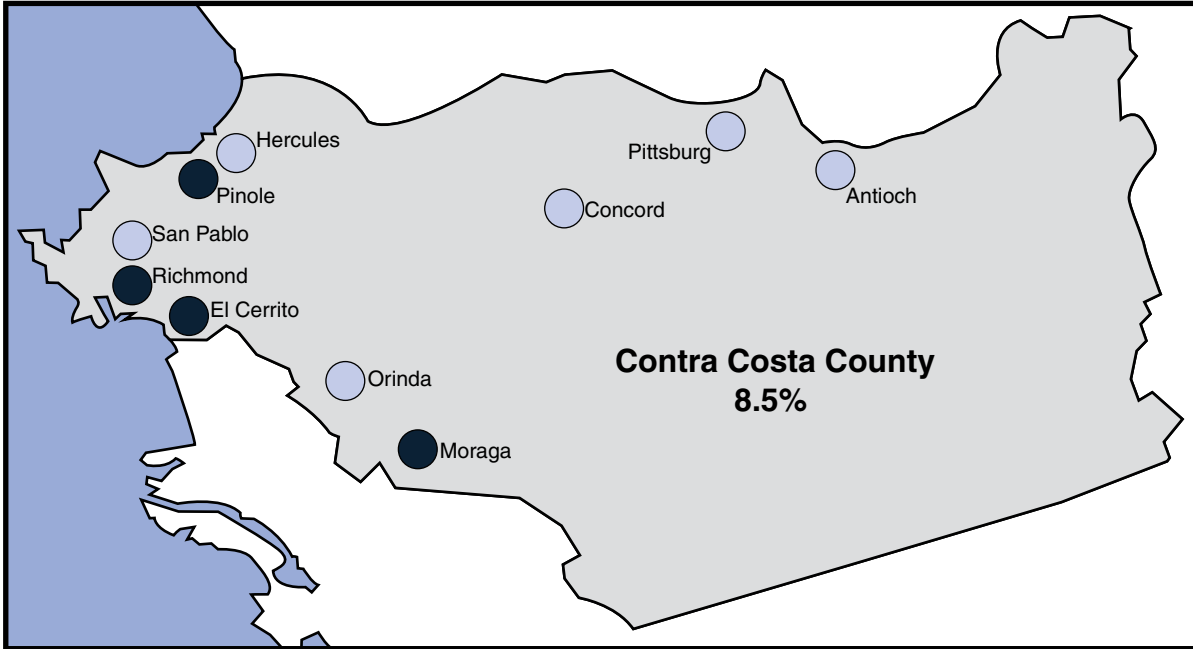 Hercules
Pittsburg
Pinole
Antioch
Concord
San Pablo
Richmond
El Cerrito
Contra Costa County
8.5%
Orinda
Moraga